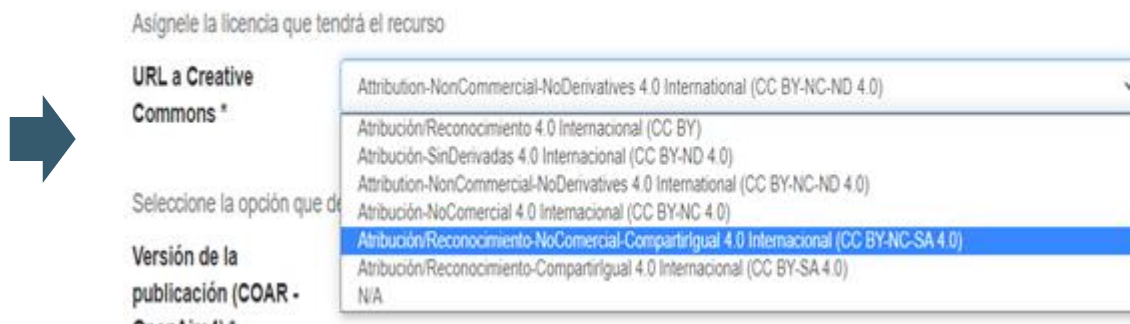 Asígnele la licencia que tendrá el recurso
URL a Creative
Commons *
Attribution-NonCommercial-NoDerivatives 4.0 International (CC BY-NC-ND 4.0)
Atribución/Reconocimiento 4.0 Internacional (CC BY)
Atribución-SinDerivadas 4.0 Internacional (CC BY-ND 4.0)
Attribution-NonCommercial-NoDerivatives 4.0 International (CC BY-NC-ND 4.0)
Atribución-NoComercial 4.0 Internacional (CC BY-NC 4.0)
Atribución/Reconocimiento-NoComercial-CompartirIgual 4.0 Internacional (CC BY-NC-SA 4.0)
Atribución/Reconocimiento-CompartirIgual 4.0 Internacional (CC BY-SA 4.0)
N/A
Seleccione la opción que
Versión de la
publicación (COAR -